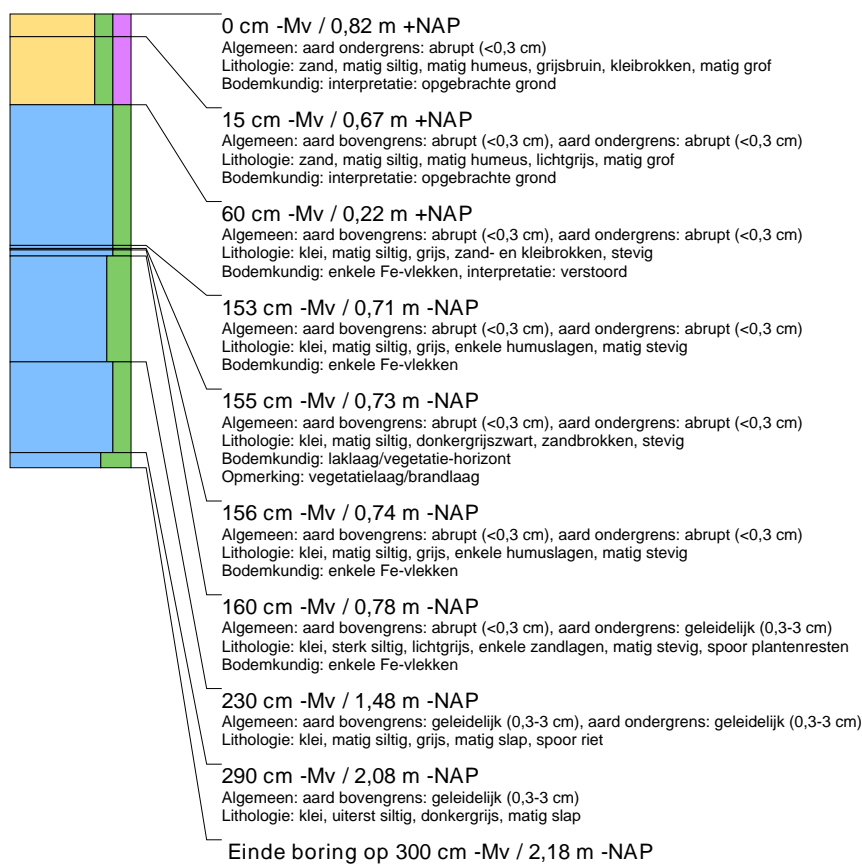 0 cm -Mv / 0,82 m +NAP
Algemeen: aard ondergrens: abrupt (<0,3 cm)
Lithologie: zand, matig siltig, matig humeus, grijsbruin, kleibrokken, matig grof
Bodemkundig: interpretatie: opgebrachte grond
15 cm -Mv / 0,67 m +NAP
Algemeen: aard bovengrens: abrupt (<0,3 cm), aard ondergrens: abrupt (<0,3 cm)
Lithologie: zand, matig siltig, matig humeus, lichtgrijs, matig grof
Bodemkundig: interpretatie: opgebrachte grond
60 cm -Mv / 0,22 m +NAP
Algemeen: aard bovengrens: abrupt (<0,3 cm), aard ondergrens: abrupt (<0,3 cm)
Lithologie: klei, matig siltig, grijs, zand- en kleibrokken, stevig
Bodemkundig: enkele Fe-vlekken, interpretatie: verstoord
153 cm -Mv / 0,71 m -NAP
Algemeen: aard bovengrens: abrupt (<0,3 cm), aard ondergrens: abrupt (<0,3 cm)
Lithologie: klei, matig siltig, grijs, enkele humuslagen, matig stevig
Bodemkundig: enkele Fe-vlekken
155 cm -Mv / 0,73 m -NAP
Algemeen: aard bovengrens: abrupt (<0,3 cm), aard ondergrens: abrupt (<0,3 cm)
Lithologie: klei, matig siltig, donkergrijszwart, zandbrokken, stevig
Bodemkundig: laklaag/vegetatie-horizont
Opmerking: vegetatielaag/brandlaag
156 cm -Mv / 0,74 m -NAP
Algemeen: aard bovengrens: abrupt (<0,3 cm), aard ondergrens: abrupt (<0,3 cm)
Lithologie: klei, matig siltig, grijs, enkele humuslagen, matig stevig
Bodemkundig: enkele Fe-vlekken
160 cm -Mv / 0,78 m -NAP
Algemeen: aard bovengrens: abrupt (<0,3 cm), aard ondergrens: geleidelijk (0,3-3 cm)
Lithologie: klei, sterk siltig, lichtgrijs, enkele zandlagen, matig stevig, spoor plantenresten
Bodemkundig: enkele Fe-vlekken
230 cm -Mv / 1,48 m -NAP
Algemeen: aard bovengrens: geleidelijk (0,3-3 cm), aard ondergrens: geleidelijk (0,3-3 cm)
Lithologie: klei, matig siltig, grijs, matig slap, spoor riet
290 cm -Mv / 2,08 m -NAP
Algemeen: aard bovengrens: geleidelijk (0,3-3 cm)
Lithologie: klei, uiterst siltig, donkergrijs, matig slap
Einde boring op 300 cm -Mv / 2,18 m -NAP